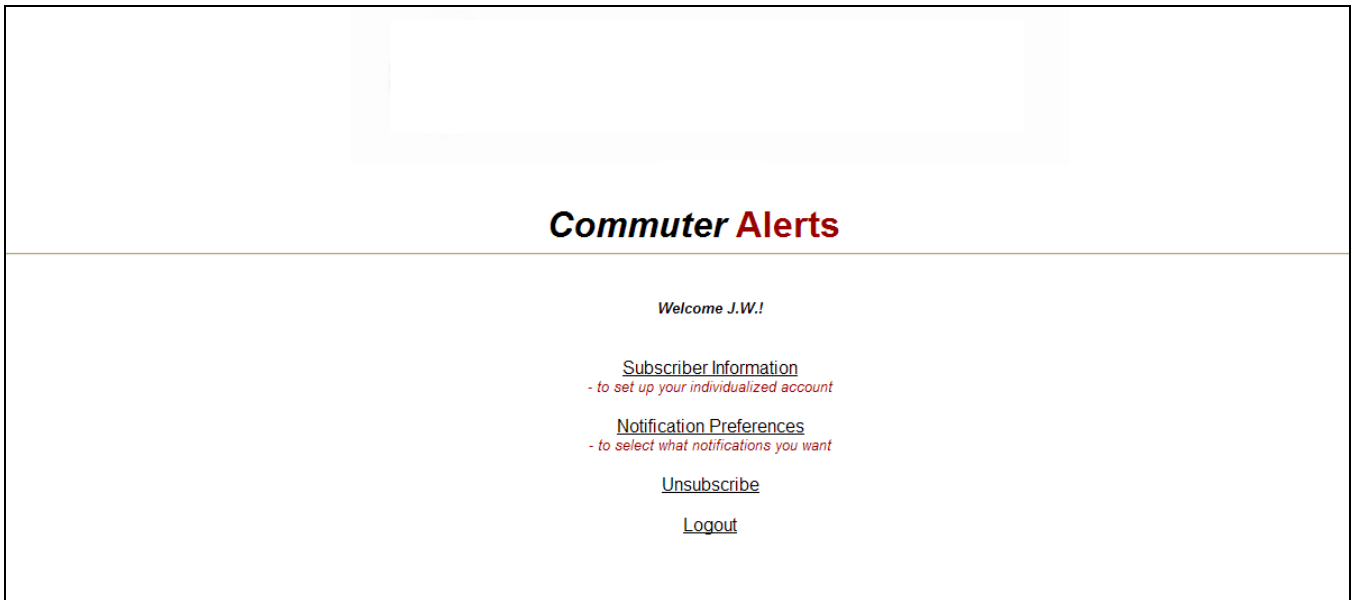 Commuter Alerts
Welcome J.W.!
Subscriber Information
- to set up your individualized account
Notification Preferences
- to select what notifications you want
Unsubscribe
Logout